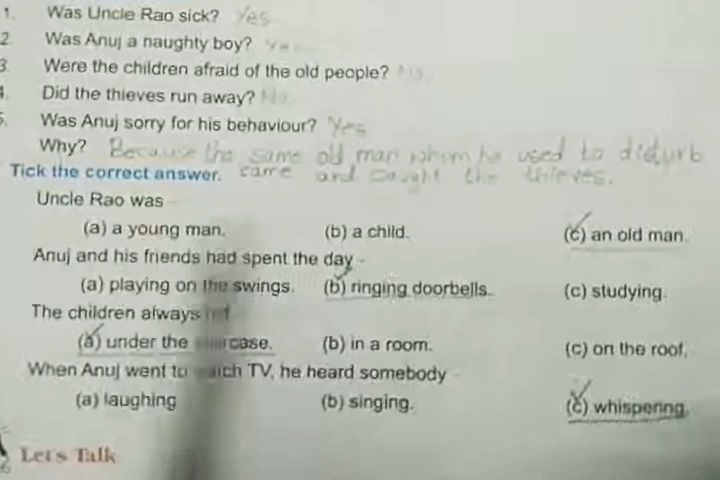 1. Was Uncle Rao sick? Yes
2 Was Anuj a naughty boy? Yes
3. Were the children afraid of the old people? No
4. Did the thieves run away? No
5. Was Anuj sorry for his behaviour? Yes
Why? Because the same old man whom he used to disturb
Tick the correct answer. came and caught the thieves.
Uncle Rao was
(a) a young man. (b) a child. (c) an old man.
Anuj and his friends had spent the day
(a) playing on the swings. (b) ringing doorbells. (c) studying.
The children always
(a) under the staircase. (b) in a room. (c) on the roof.
When Anuj went to watch TV, he heard somebody
(a) laughing (b) singing. (c) whispering.
Let's Talk